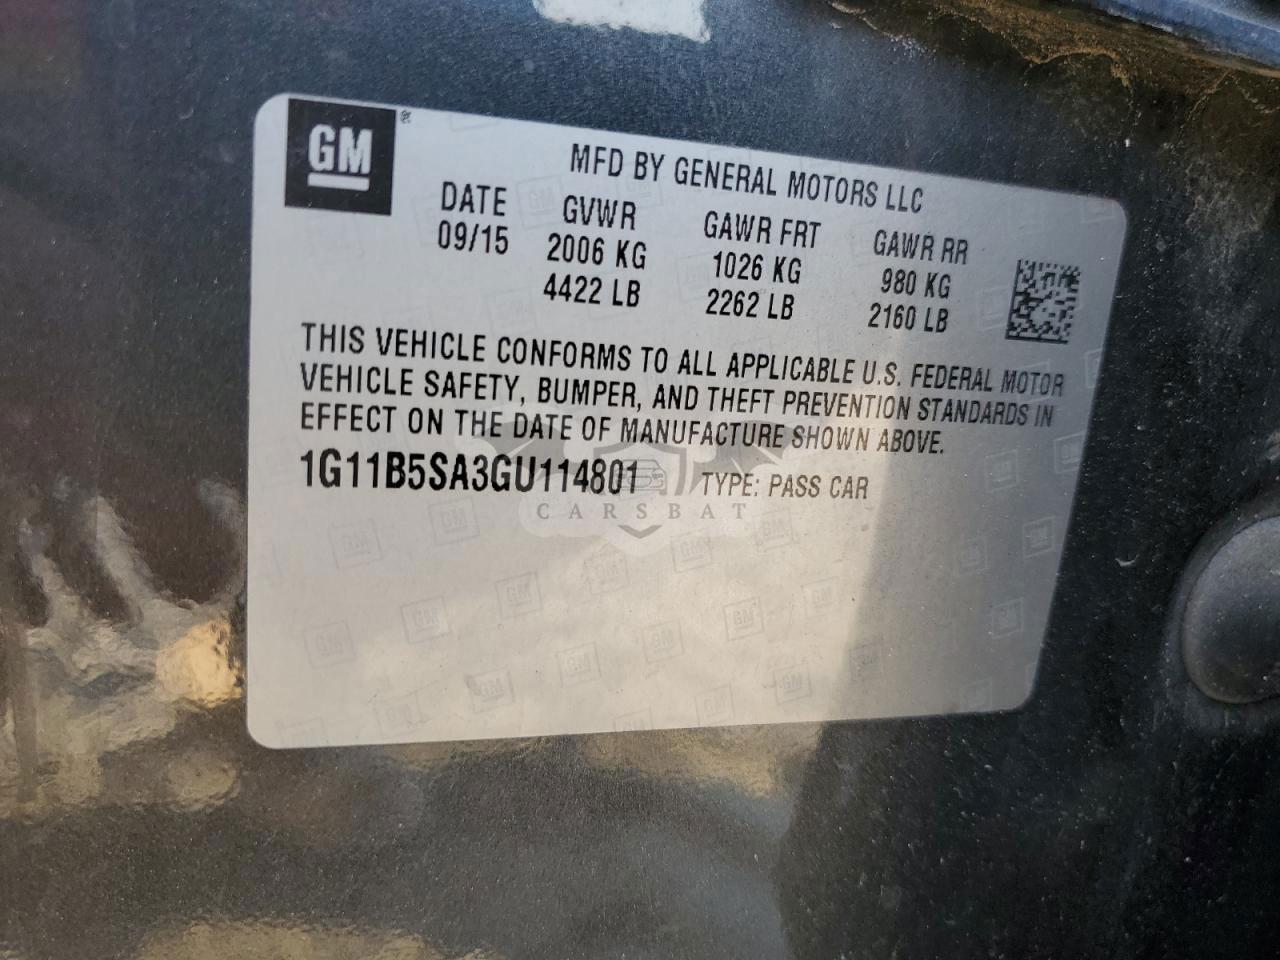 GM
MFD BY GENERAL MOTORS LLC
DATE GVWR GAWR FRT GAWR RR
09/15 2006 KG 1026 KG 980 KG
4422 LB 2262 LB 2160 LB
THIS VEHICLE CONFORMS TO ALL APPLICABLE U.S. FEDERAL MOTOR
VEHICLE SAFETY, BUMPER, AND THEFT PREVENTION STANDARDS IN
EFFECT ON THE DATE OF MANUFACTURE SHOWN ABOVE.
1G11B5SA3GU114801 TYPE: PASS CAR
CARSBAT